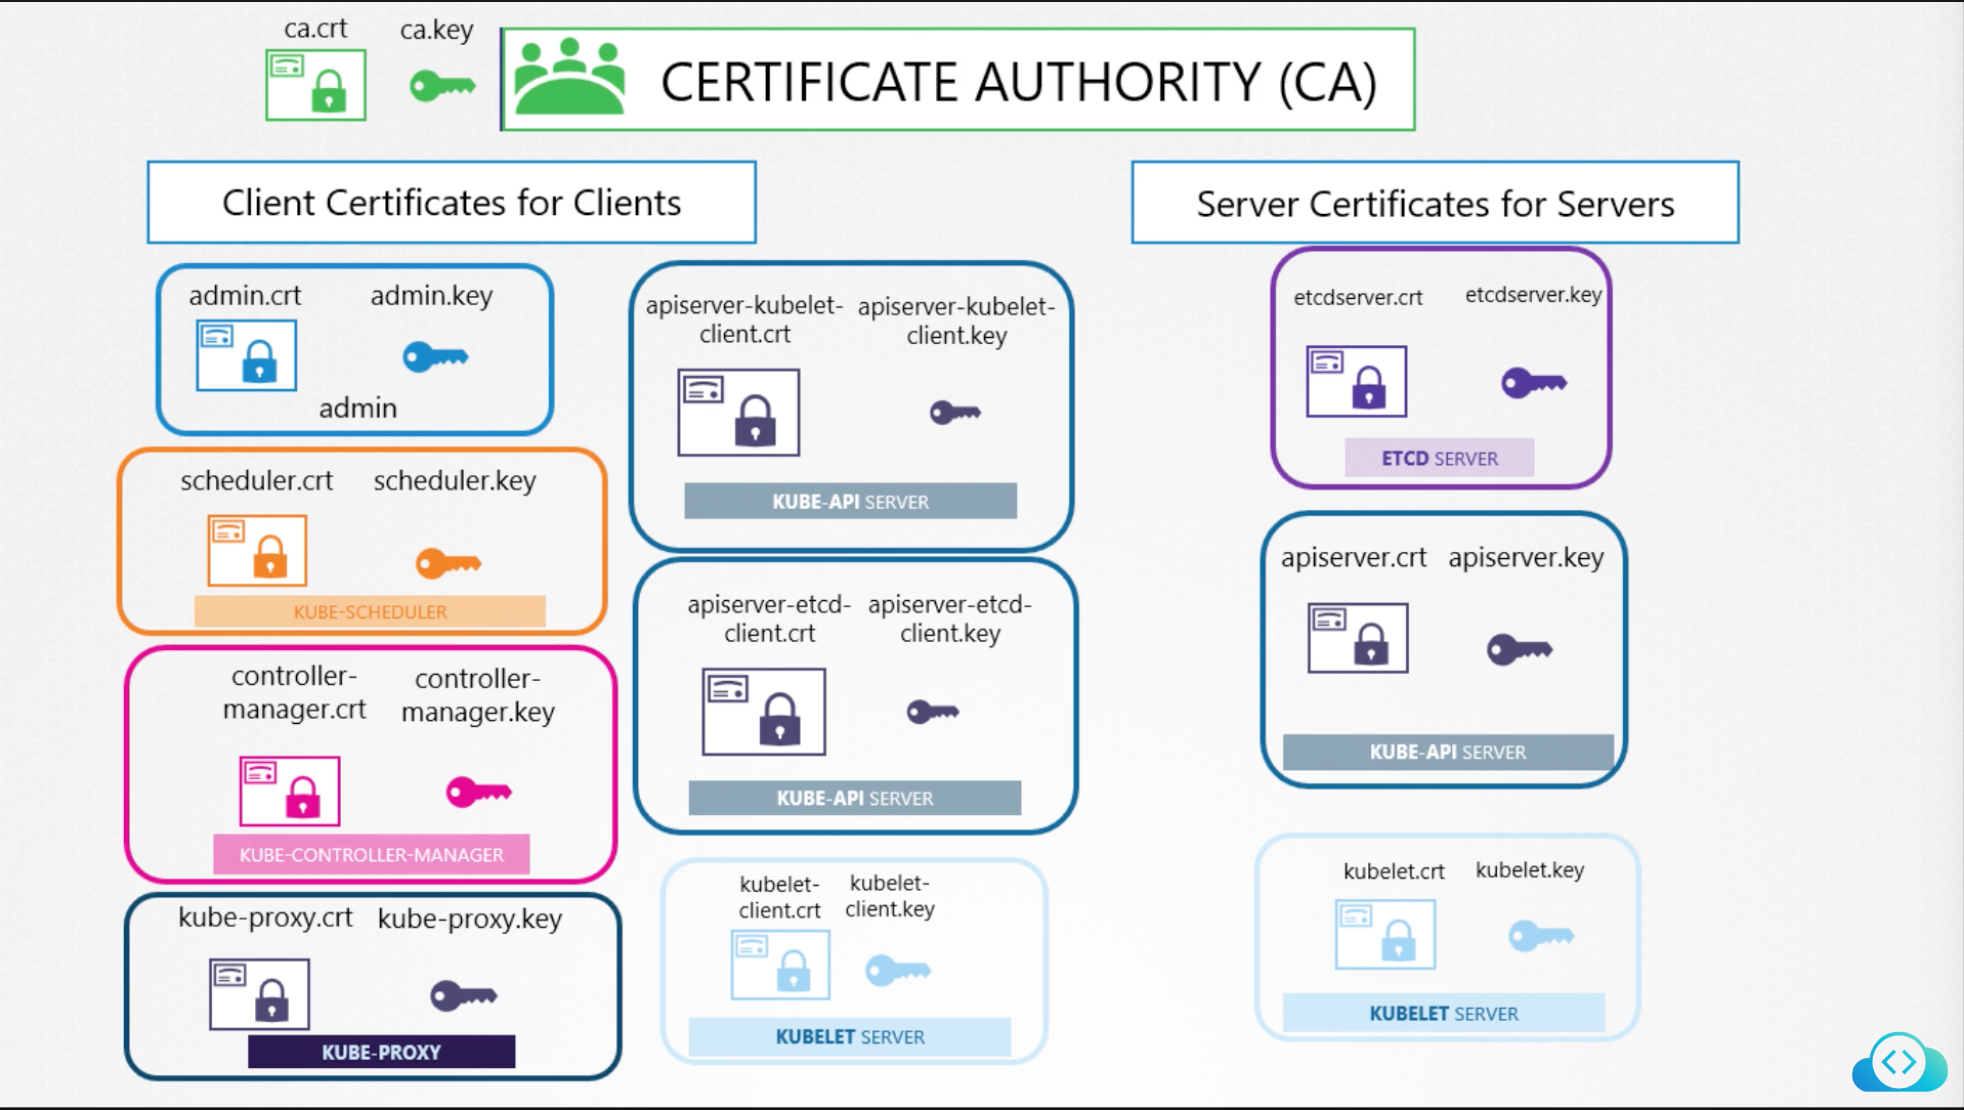 ca.crt
ca.key
CERTIFICATE AUTHORITY (CA)
Client Certificates for Clients
admin.crt
admin.key
admin
scheduler.crt
scheduler.key
KUBE-SCHEDULER
controller-
manager.crt
controller-
manager.key
KUBE-CONTROLLER-MANAGER
kube-proxy.crt
kube-proxy.key
KUBE-PROXY
apiserver-kubelet-
client.crt
apiserver-kubelet-
client.key
KUBE-API SERVER
apiserver-etcd-
client.crt
apiserver-etcd-
client.key
KUBE-API SERVER
kubelet-
client.crt
kubelet-
client.key
KUBELET SERVER
Server Certificates for Servers
etcdserver.crt
etcdserver.key
ETCD SERVER
apiserver.crt
apiserver.key
KUBE-API SERVER
kubelet.crt
kubelet.key
KUBELET SERVER